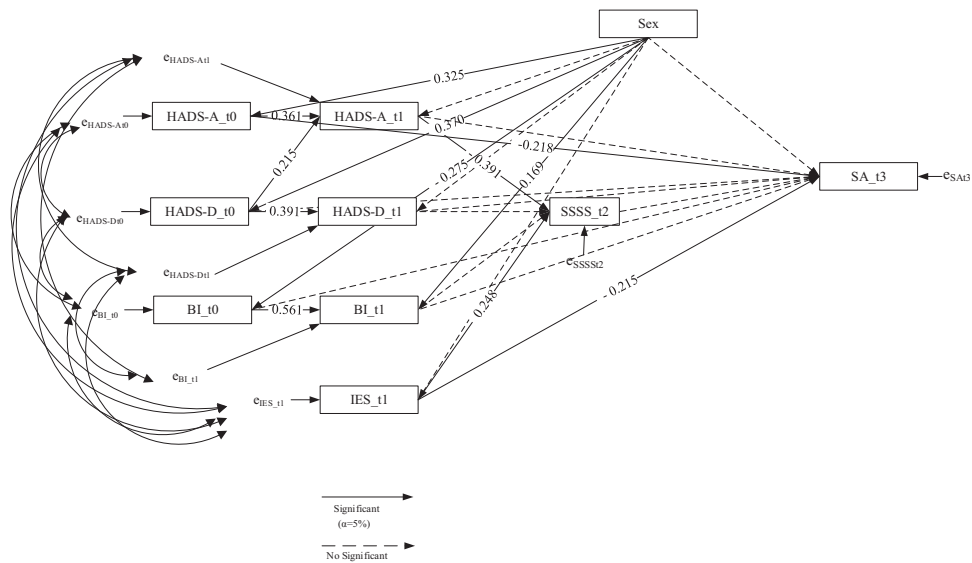 Sex
eHADS-At1
0.325
HADS-A_t0
0.361
HADS-A_t1
eHADS-At0
0.370
0.215
-0.218
0.391
0.275
0.169
SA_t3
eSAt3
HADS-D_t0
0.391
HADS-D_t1
SSSS_t2
eHADS-Dt0
eHADS-Dt1
eSSSSt2
eBI_t0
BI_t0
0.561
BI_t1
0.248
-0.215
eBI_t1
eIES_t1
IES_t1
Significant
(α=5%)
No Significant